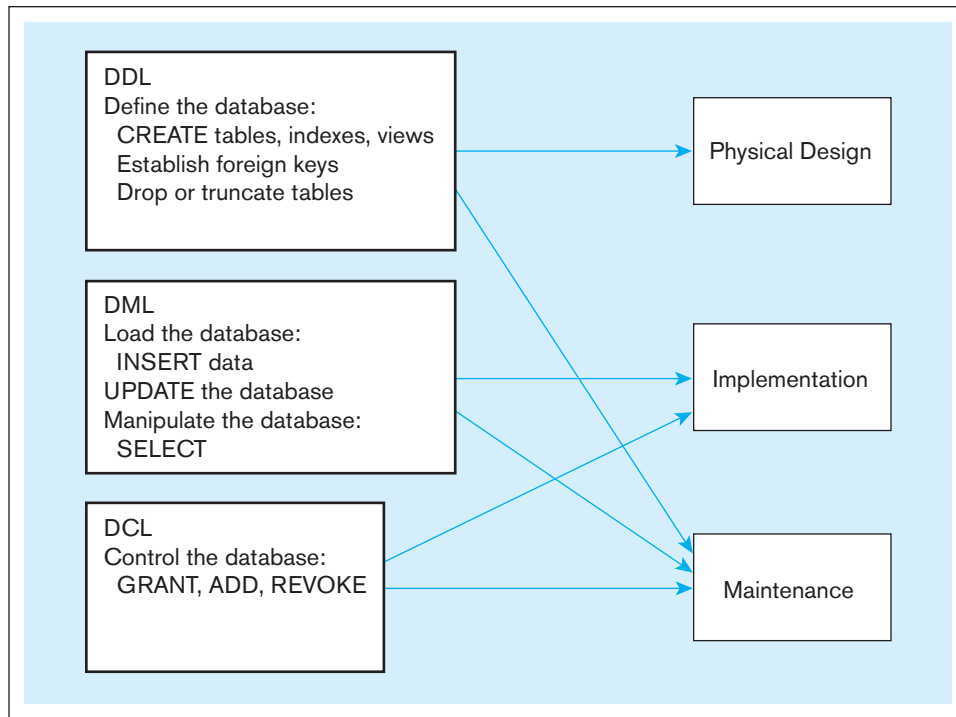 DDL
Define the database:
CREATE tables, indexes, views
Establish foreign keys
Drop or truncate tables
Physical Design
DML
Load the database:
INSERT data
UPDATE the database
Manipulate the database:
SELECT
Implementation
DCL
Control the database:
GRANT, ADD, REVOKE
Maintenance